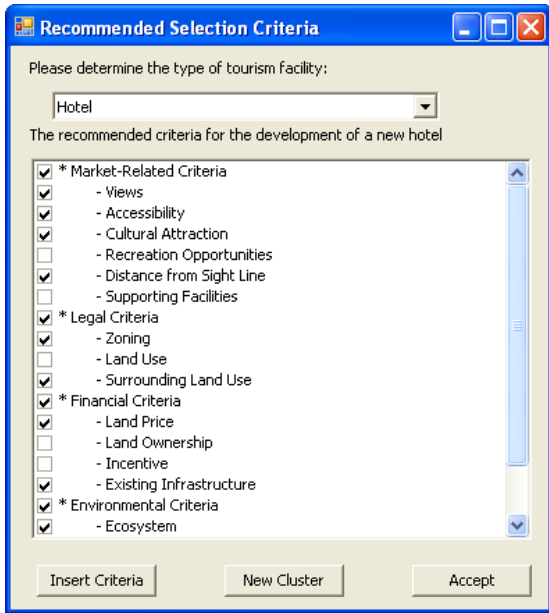 Recommended Selection Criteria
Please determine the type of tourism facility:
Hotel
The recommended criteria for the development of a new hotel
* Market-Related Criteria
- Views
- Accessibility
- Cultural Attraction
- Recreation Opportunities
- Distance from Sight Line
- Supporting Facilities
* Legal Criteria
- Zoning
- Land Use
- Surrounding Land Use
* Financial Criteria
- Land Price
- Land Ownership
- Incentive
- Existing Infrastructure
* Environmental Criteria
- Ecosystem
Insert Criteria New Cluster Accept